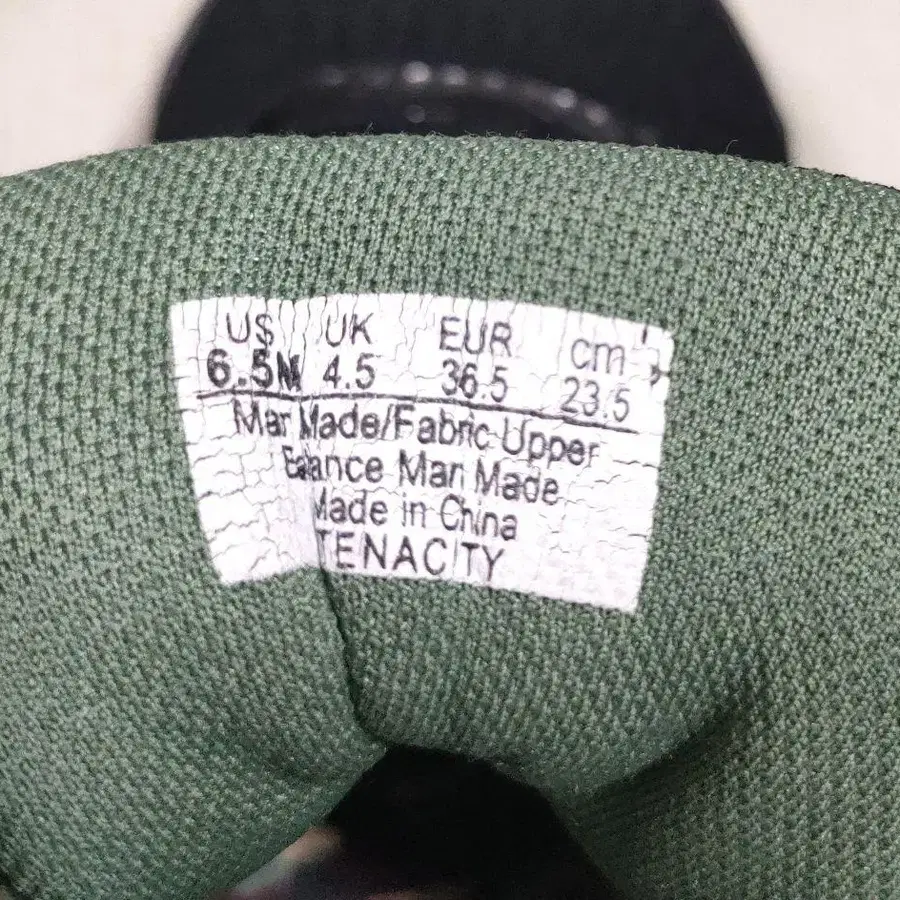 US UK EUR cm
6.5M 4.5 36.5 23.5
Man Made/Fabric Upper
Balance Man Made
Made in China
TENACITY